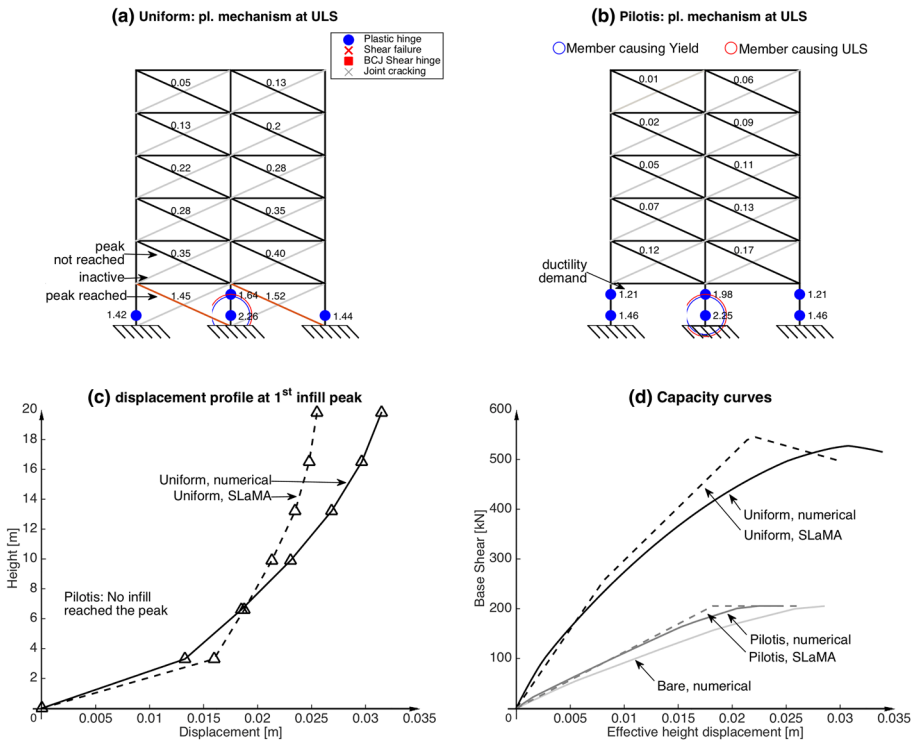 (a) Uniform: pl. mechanism at ULS
Plastic hinge
Shear failure
BCJ Shear hinge
Joint cracking
0.05
0.13
0.13
0.2
0.22
0.28
0.28
0.35
peak
not reached
0.35
0.40
inactive
peak reached
1.45
1.64
1.52
1.42
2.26
1.44
(b) Pilotis: pl. mechanism at ULS
Member causing Yield
Member causing ULS
0.01
0.06
0.02
0.09
0.05
0.11
0.07
0.13
0.12
0.17
ductility
demand
1.21
1.98
1.21
1.46
2.25
1.46
(c) displacement profile at 1st infill peak
20
18
16
14
12
10
8
6
4
2
0
Height [m]
Uniform, numerical
Uniform, SLaMA
Pilotis: No infill
reached the peak
0
0.005
0.01
0.015
0.02
0.025
0.03
0.035
Displacement [m]
(d) Capacity curves
600
500
400
300
200
100
Base Shear [kN]
Uniform, numerical
Uniform, SLaMA
Pilotis, numerical
Pilotis, SLaMA
Bare, numerical
0
0.005
0.01
0.015
0.02
0.025
0.03
0.035
Effective height displacement [m]